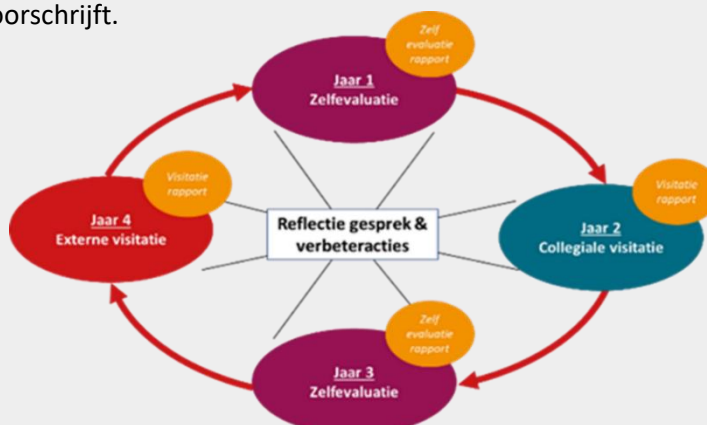 oorschrijft.
Zelf
evaluatie
rapport
Jaar 1
Zelfevaluatie
Visitatie
rapport
Jaar 4
Externe visitatie
Reflectie gesprek &
verbeteracties
Visitatie
rapport
Jaar 2
Collegiale visitatie
Zelf
evaluatie
rapport
Jaar 3
Zelfevaluatie